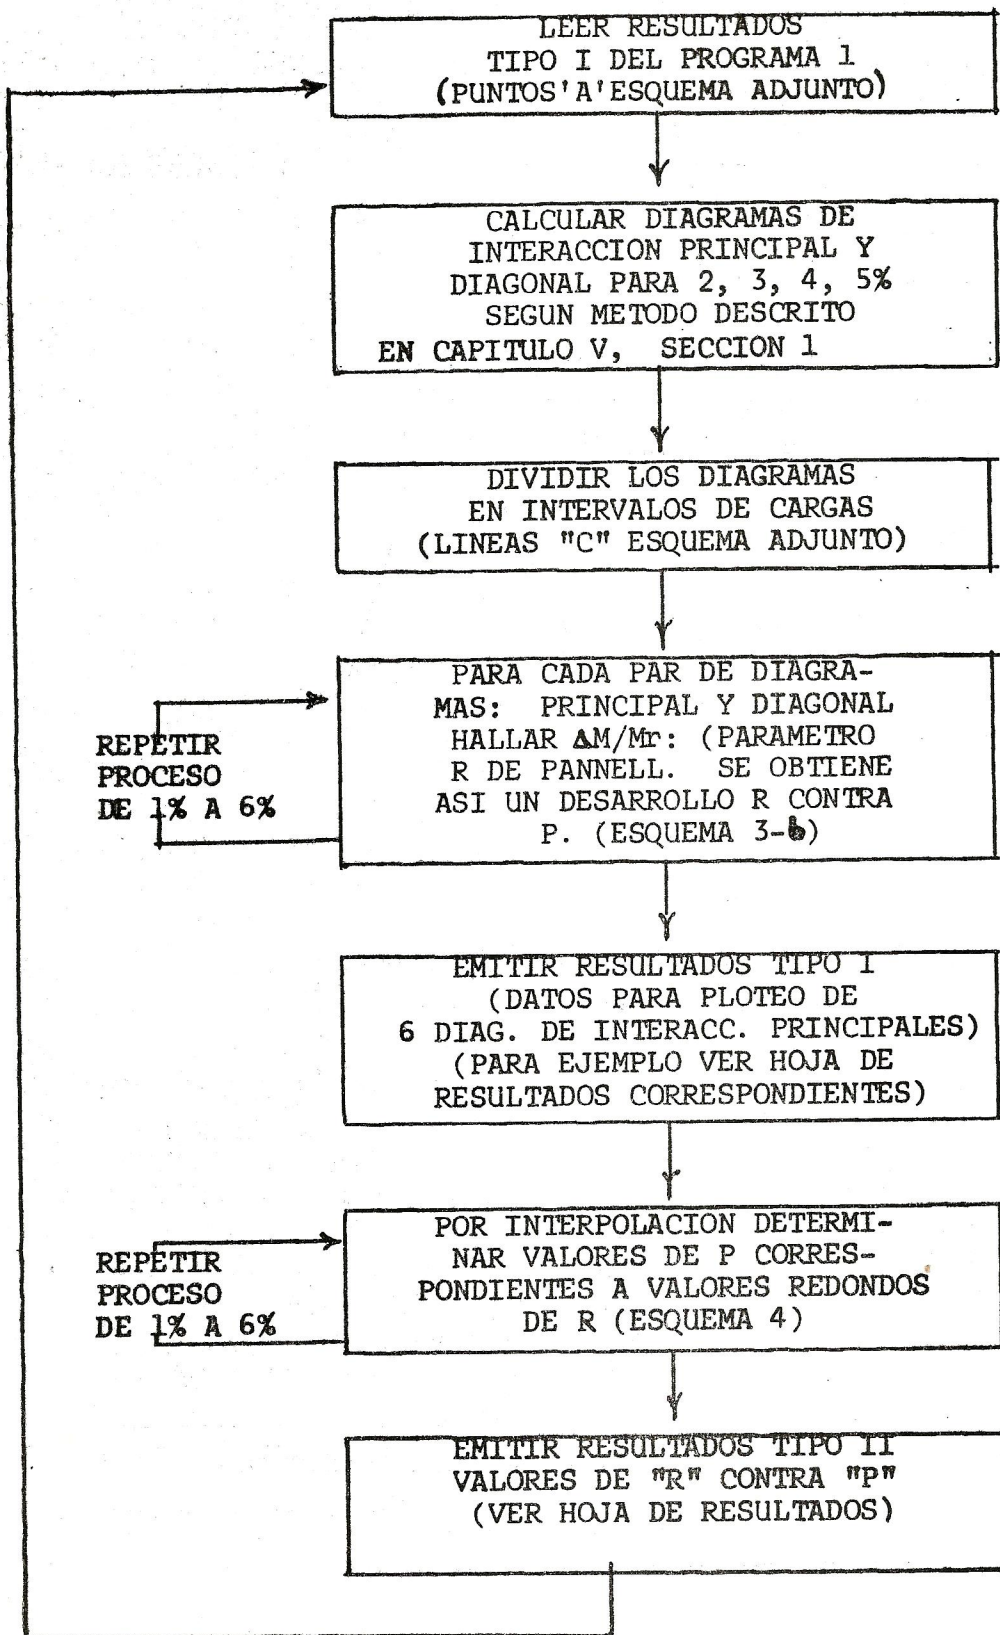 LEER RESULTADOS
TIPO I DEL PROGRAMA 1
(PUNTOS'A'ESQUEMA ADJUNTO)
CALCULAR DIAGRAMAS DE
INTERACCION PRINCIPAL Y
DIAGONAL PARA 2, 3, 4, 5%
SEGUN METODO DESCRITO
EN CAPITULO V, SECCION 1
DIVIDIR LOS DIAGRAMAS
EN INTERVALOS DE CARGAS
(LINEAS "C" ESQUEMA ADJUNTO)
PARA CADA PAR DE DIAGRA-
MAS: PRINCIPAL Y DIAGONAL
HALLAR ΔM/Mr: (PARAMETRO
R DE PANNELL. SE OBTIENE
ASI UN DESARROLLO R CONTRA
P. (ESQUEMA 3-b)
REPETIR
PROCESO
DE 1% A 6%
EMITIR RESULTADOS TIPO I
(DATOS PARA PLOTEO DE
6 DIAG. DE INTERACC. PRINCIPALES)
(PARA EJEMPLO VER HOJA DE
RESULTADOS CORRESPONDIENTES)
POR INTERPOLACION DETERMI-
NAR VALORES DE P CORRES-
PONDIENTES A VALORES REDONDOS
DE R (ESQUEMA 4)
REPETIR
PROCESO
DE 1% A 6%
EMITIR RESULTADOS TIPO II
VALORES DE "R" CONTRA "P"
(VER HOJA DE RESULTADOS)